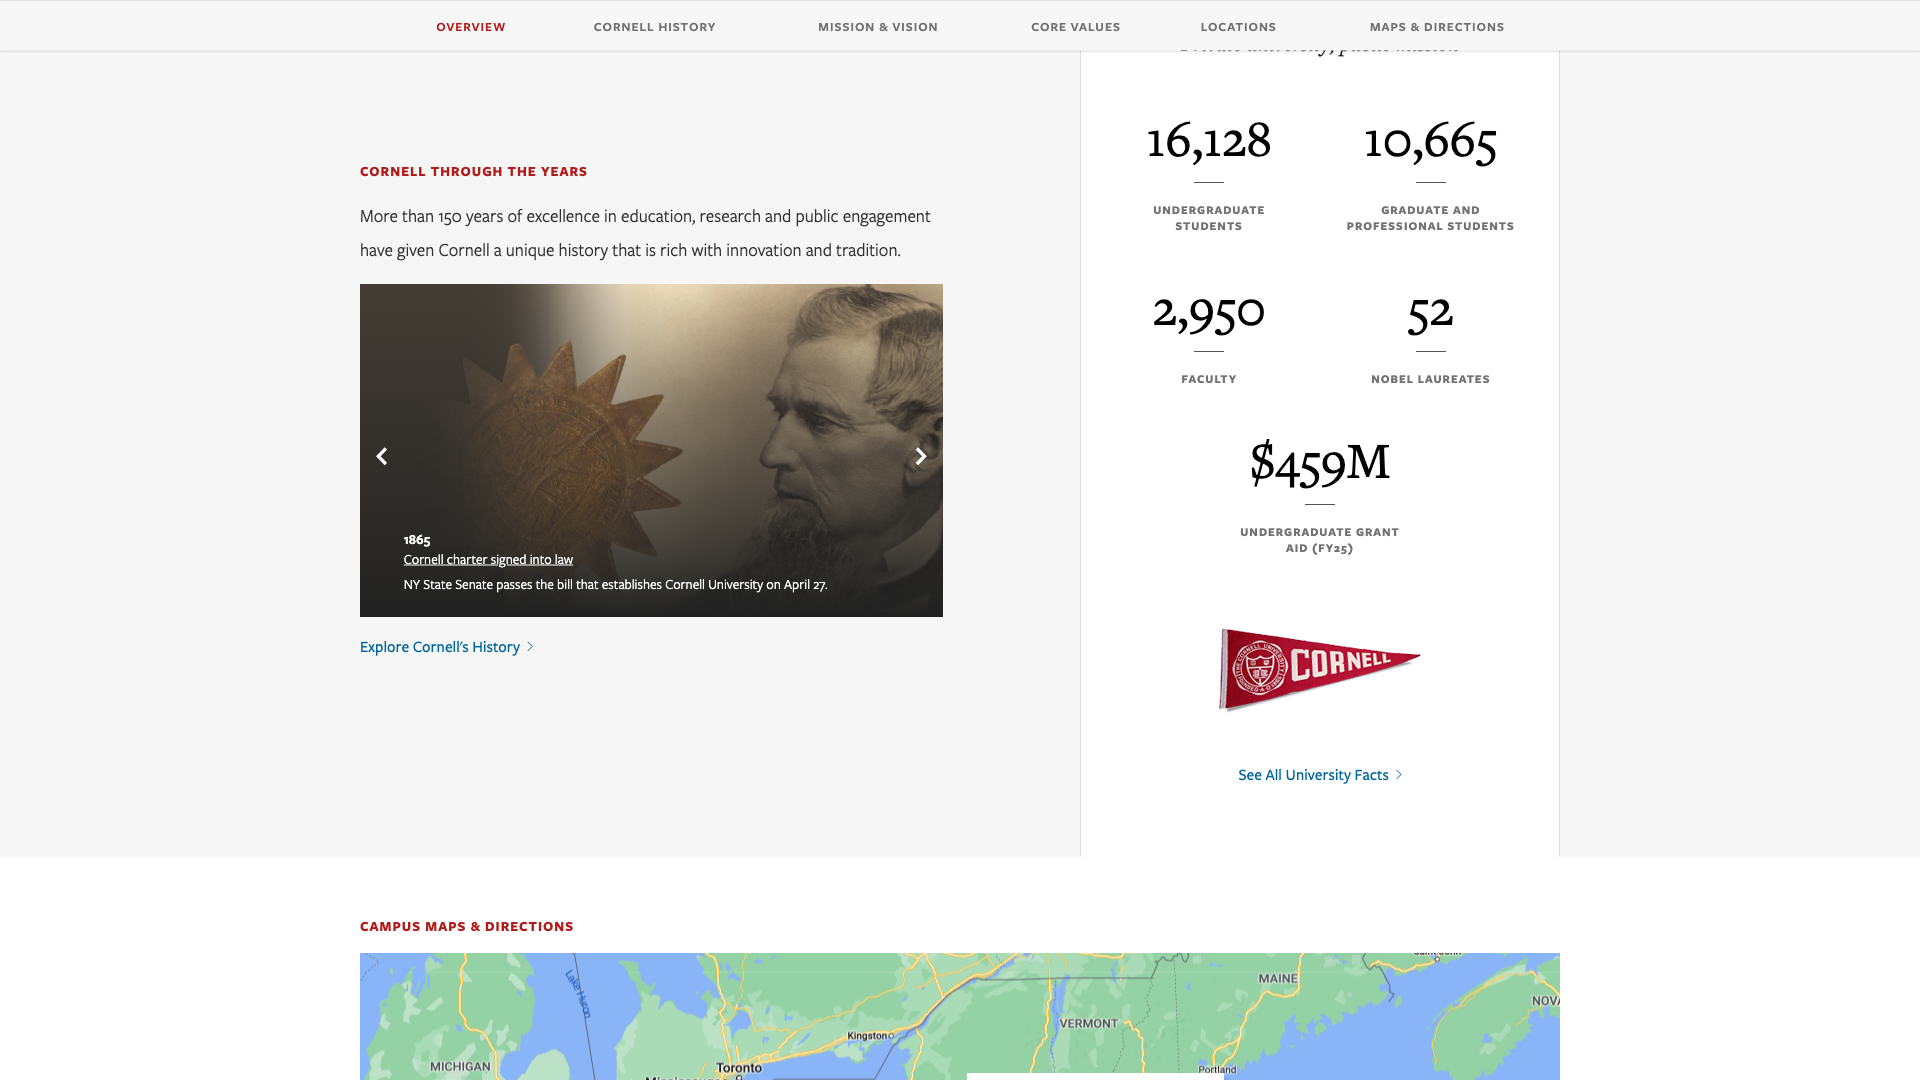 OVERVIEW
CORNELL HISTORY
MISSION & VISION
CORE VALUES
LOCATIONS
MAPS & DIRECTIONS
CORNELL THROUGH THE YEARS
More than 150 years of excellence in education, research and public engagement
have given Cornell a unique history that is rich with innovation and tradition.
1865
Cornell charter signed into law
NY State Senate passes the bill that establishes Cornell University on April 27.
Explore Cornell's History
16,128
UNDERGRADUATE
STUDENTS
10,665
GRADUATE AND
PROFESSIONAL STUDENTS
2,950
FACULTY
52
NOBEL LAUREATES
$459M
UNDERGRADUATE GRANT
AID (FY25)
CORNELL
See All University Facts
CAMPUS MAPS & DIRECTIONS
Lake Huron
MAINE
NOVA
VERMONT
Kingston
MICHIGAN
Toronto
Portland